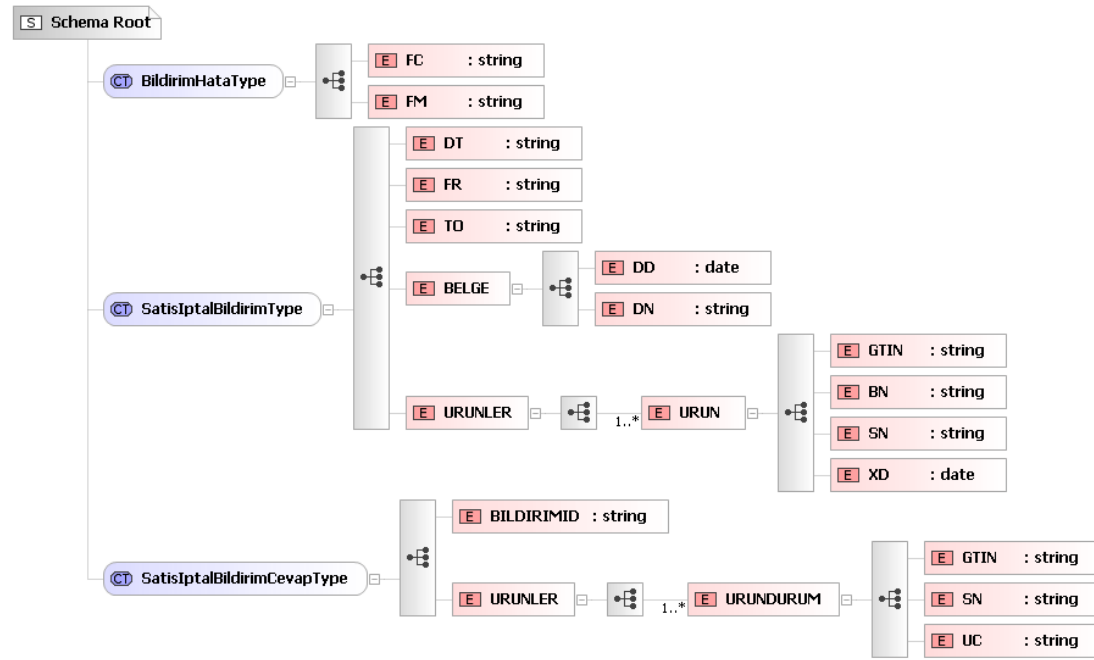 S Schema Root
CT BildirimHataType
E FC : string
E FM : string
CT SatisIptalBildirimType
E DT : string
E FR : string
E TO : string
E BELGE
E DD : date
E DN : string
E URUNLER
1..* E URUN
E GTIN : string
E BN : string
E SN : string
E XD : date
CT SatisIptalBildirimCevapType
E BILDIRIMID : string
E URUNLER
1..* E URUNDURUM
E GTIN : string
E SN : string
E UC : string